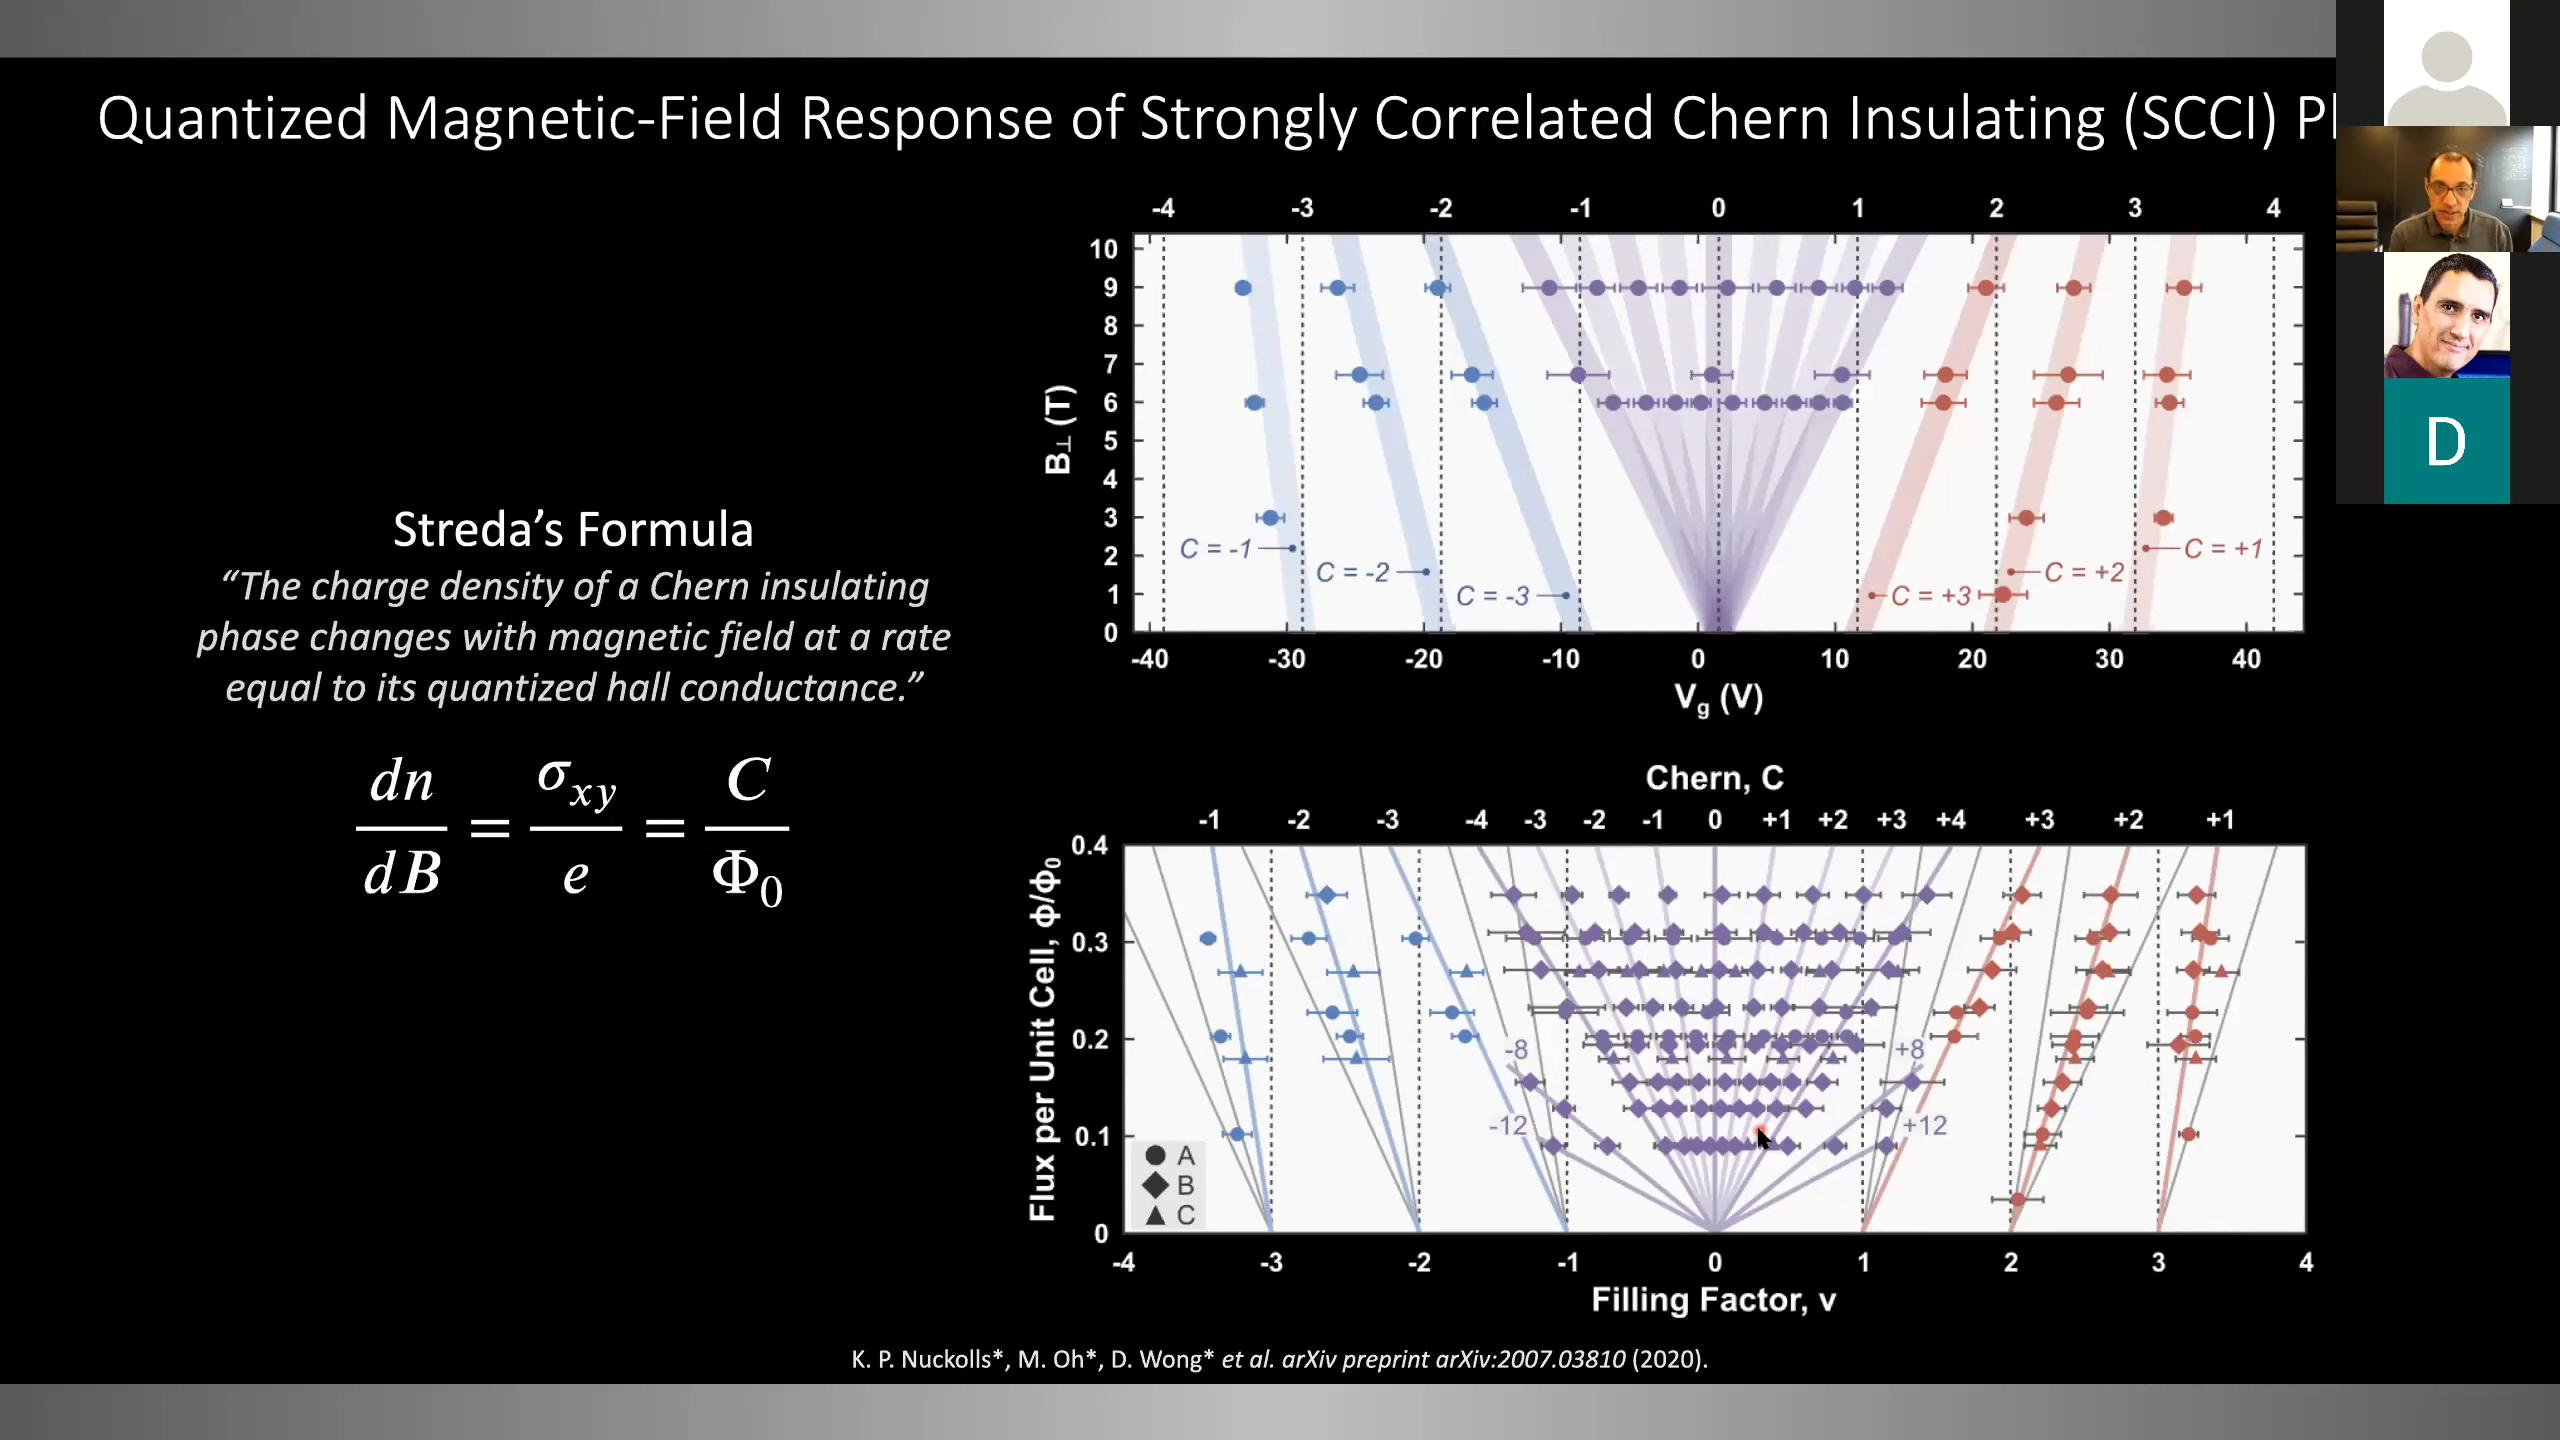 Quantized Magnetic-Field Response of Strongly Correlated Chern Insulating (SCCI)
-4 -3 -2 -1 0 1 2 3 4
10
9
8
7
6
5
4
3
2
1
0
B⊥ (T)
C = -1
C = -2
C = -3
C = +3
C = +2
C = +1
-40 -30 -20 -10 0 10 20 30 40
Vg (V)
Streda’s Formula
“The charge density of a Chern insulating
phase changes with magnetic field at a rate
equal to its quantized hall conductance.”
dn/dB = σxy/e = C/Φ0
Chern, C
-1 -2 -3 -4 -3 -2 -1 0 +1 +2 +3 +4 +3 +2 +1
0.4
0.3
0.2
0.1
0
Flux per Unit Cell, ϕ/ϕ0
-8
+8
-12
+12
A
B
C
-4 -3 -2 -1 0 1 2 3 4
Filling Factor, ν
K. P. Nuckolls*, M. Oh*, D. Wong* et al. arXiv preprint arXiv:2007.03810 (2020).
D